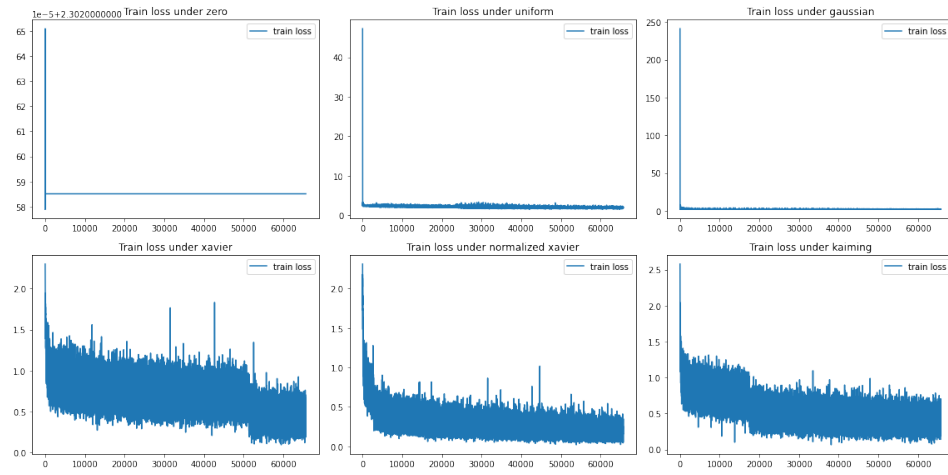 1e−5+2.3020000000 Train loss under zero
train loss
65
64
63
62
61
60
59
58
0 10000 20000 30000 40000 50000 60000
Train loss under uniform
train loss
40
30
20
10
0
0 10000 20000 30000 40000 50000 60000
Train loss under gaussian
train loss
250
200
150
100
50
0
0 10000 20000 30000 40000 50000 60000
Train loss under xavier
train loss
2.0
1.5
1.0
0.5
0.0
0 10000 20000 30000 40000 50000 60000
Train loss under normalized xavier
train loss
2.0
1.5
1.0
0.5
0.0
0 10000 20000 30000 40000 50000 60000
Train loss under kaiming
train loss
2.5
2.0
1.5
1.0
0.5
0.0
0 10000 20000 30000 40000 50000 60000